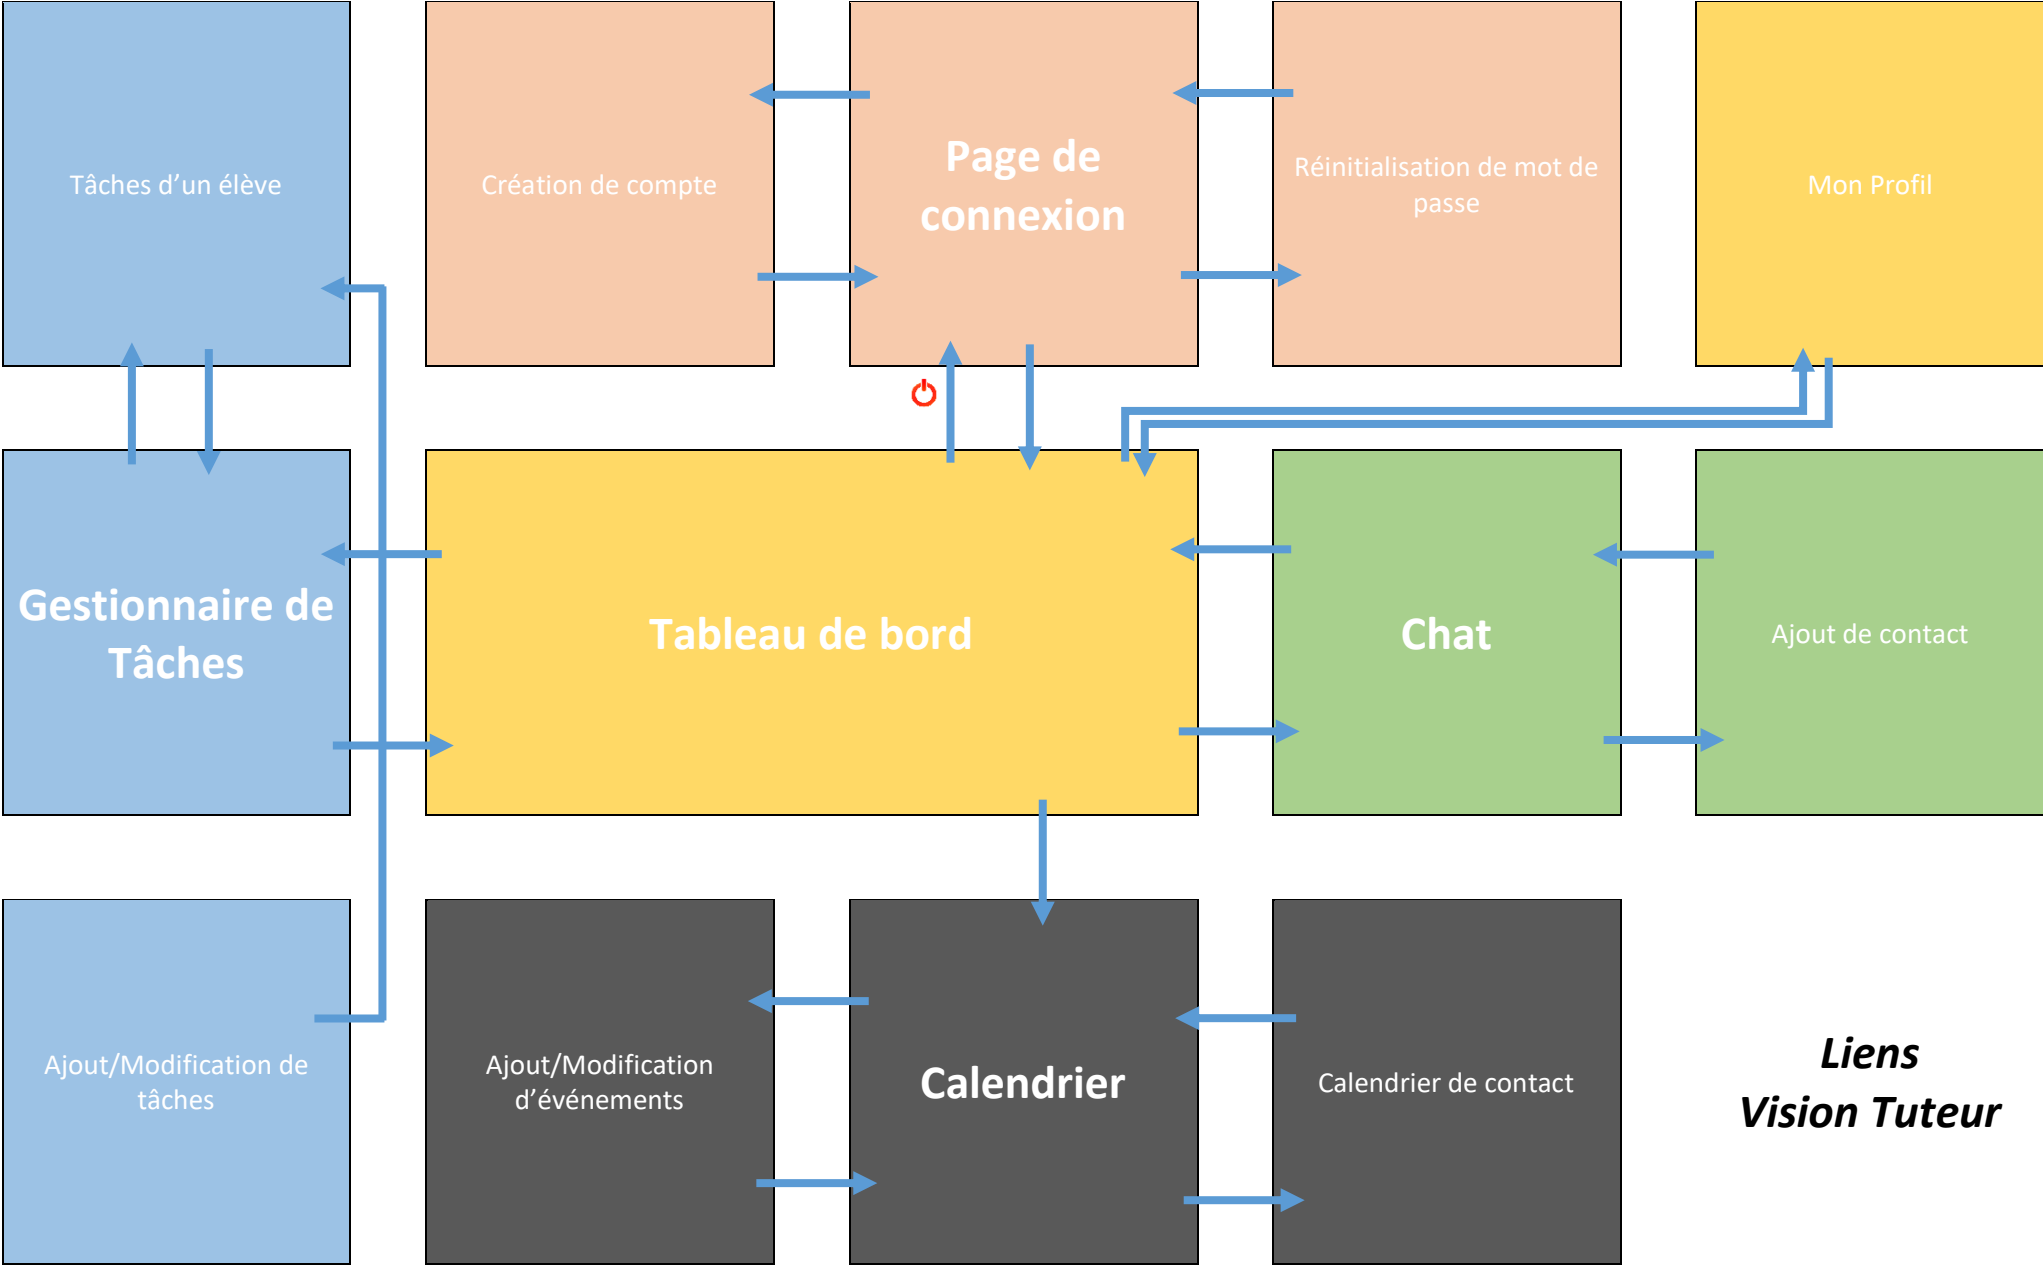 Tâches d’un élève
Création de compte
Page de
connexion
Réinitialisation de mot de
passe
Mon Profil
Gestionnaire de
Tâches
Tableau de bord
Chat
Ajout de contact
Ajout/Modification de
tâches
Ajout/Modification
d’événements
Calendrier
Calendrier de contact
Liens
Vision Tuteur